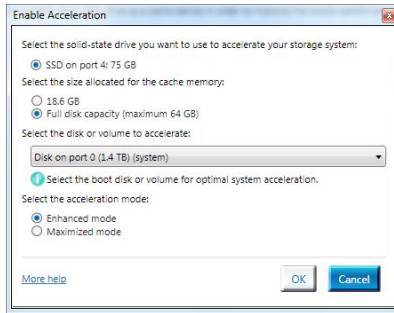 Enable Acceleration
Select the solid-state drive you want to use to accelerate your storage system:
SSD on port 4: 75 GB
Select the size allocated for the cache memory:
18.6 GB
Full disk capacity (maximum 64 GB)
Select the disk or volume to accelerate:
Disk on port 0 (1.4 TB) (system)
Select the boot disk or volume for optimal system acceleration.
Select the acceleration mode:
Enhanced mode
Maximized mode
More help
OK
Cancel